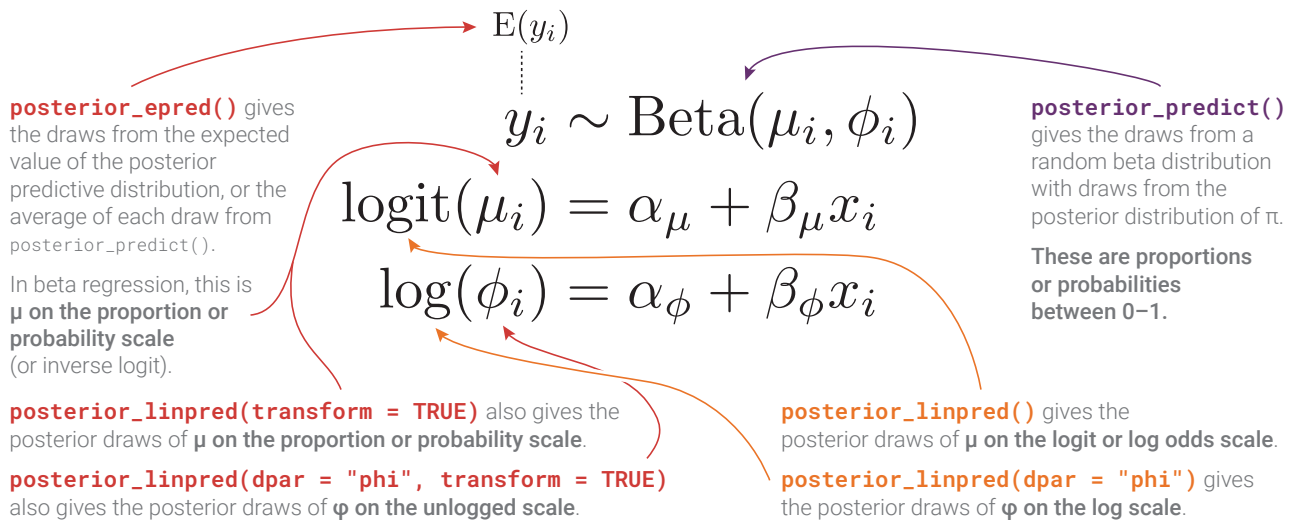 E(y_i)
posterior_epred() gives
the draws from the expected
value of the posterior
predictive distribution, or the
average of each draw from
posterior_predict().
In beta regression, this is
μ on the proportion or
probability scale
(or inverse logit).
y_i ∼ Beta(μ_i, ϕ_i)
logit(μ_i) = α_μ + β_μ x_i
log(ϕ_i) = α_ϕ + β_ϕ x_i
posterior_predict()
gives the draws from a
random beta distribution
with draws from the
posterior distribution of π.
These are proportions
or probabilities
between 0–1.
posterior_linpred(transform = TRUE) also gives the
posterior draws of μ on the proportion or probability scale.
posterior_linpred(dpar = "phi", transform = TRUE)
also gives the posterior draws of φ on the unlogged scale.
posterior_linpred() gives the
posterior draws of μ on the logit or log odds scale.
posterior_linpred(dpar = "phi") gives
the posterior draws of φ on the log scale.